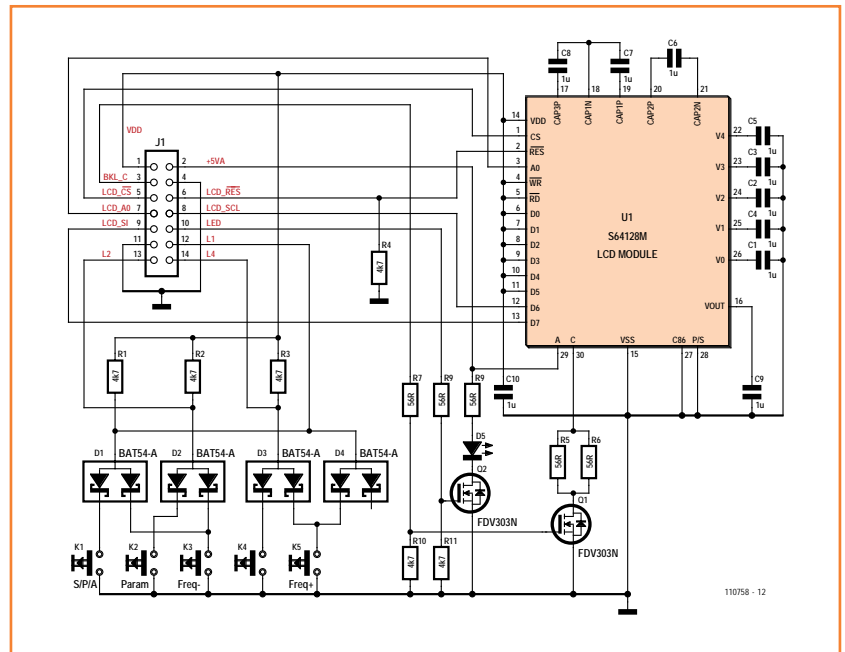 C8
1u
C7
1u
C6
1u
17 18 19 20 21
CAP3P CAP1N CAP1P CAP2P CAP2N
VDD
J1
1 2 +5VA
BKL_C 3 4
LCD_CS 5 6 LCD_RES
LCD_A0 7 8 LCD_SCL
LCD_SI 9 10 LED
11 12 L1
L2 13 14 L4
14 VDD
1 CS
2 RES
3 A0
4 WR
5 RD
6 D0
7 D1
8 D2
9 D3
10 D4
11 D5
12 D6
13 D7
U1
S64128M
LCD MODULE
V4 22 C5 1u
V3 23 C3 1u
V2 24 C2 1u
V1 25 C4 1u
V0 26 C1 1u
VOUT 16
A C VSS C86 P/S
29 30 15 27 28
R4
4k7
R1
4k7
R2
4k7
R3
4k7
R7
56R
R9
56R
R9
56R
C10
1u
C9
1u
D5
R5
56R
R6
56R
D1 BAT54-A D2 BAT54-A D3 BAT54-A D4 BAT54-A
Q2
FDV303N
Q1
FDV303N
K1 K2 K3 K4 K5
S/P/A Param Freq- Freq+
R10
4k7
R11
4k7
110758 - 12